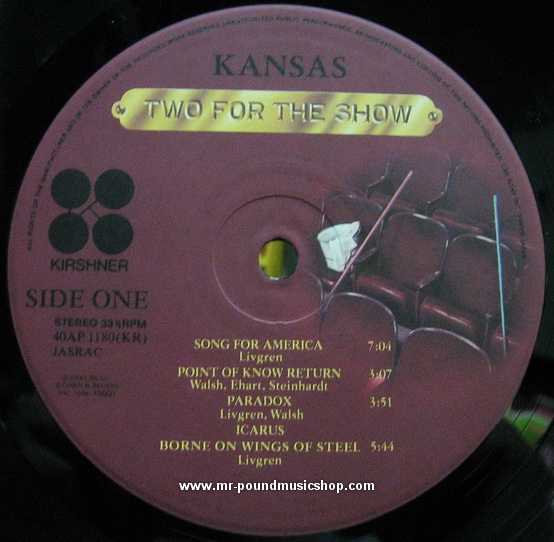 KANSAS
TWO FOR THE SHOW
KIRSHNER
SIDE ONE
STEREO 33⅓RPM
40AP 1180(KR)
JASRAC
SONG FOR AMERICA 7:04
Livgren
POINT OF KNOW RETURN 3:07
Walsh, Ehart, Steinhardt
PARADOX 3:51
Livgren, Walsh
ICARUS
BORNE ON WINGS OF STEEL 5:44
Livgren
www.mr-poundmusicshop.com